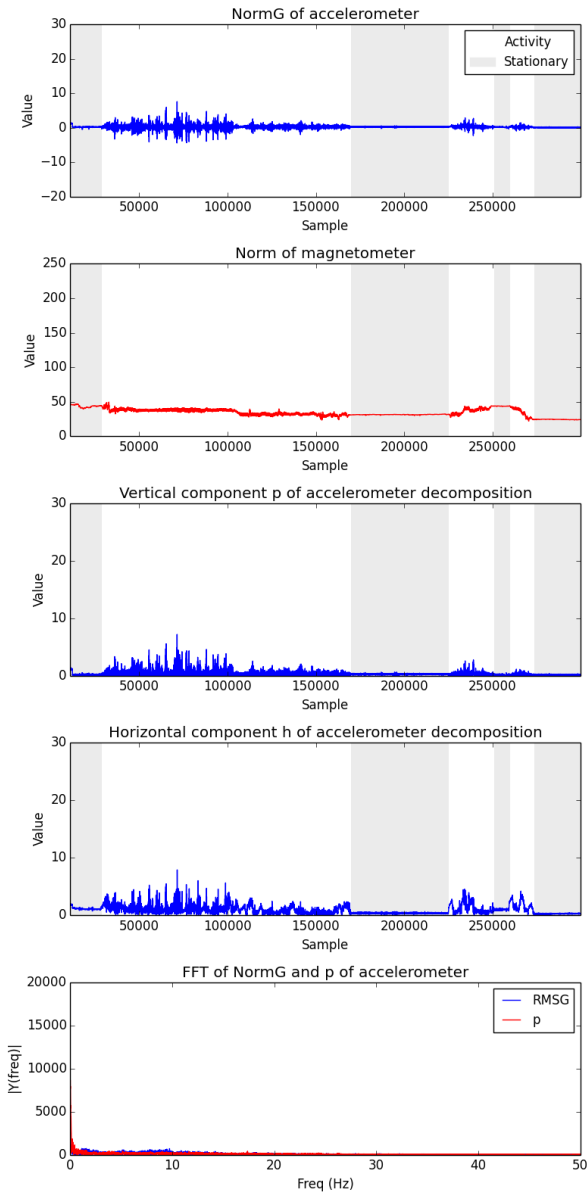 NormG of accelerometer
30
20
10
0
−10
−20
Value
Activity
Stationary
50000 100000 150000 200000 250000
Sample
Norm of magnetometer
250
200
150
100
50
0
Value
50000 100000 150000 200000 250000
Sample
Vertical component p of accelerometer decomposition
30
20
10
0
Value
50000 100000 150000 200000 250000
Sample
Horizontal component h of accelerometer decomposition
30
20
10
0
Value
50000 100000 150000 200000 250000
Sample
FFT of NormG and p of accelerometer
20000
15000
10000
5000
0
|Y(freq)|
RMSG
p
0 10 20 30 40 50
Freq (Hz)